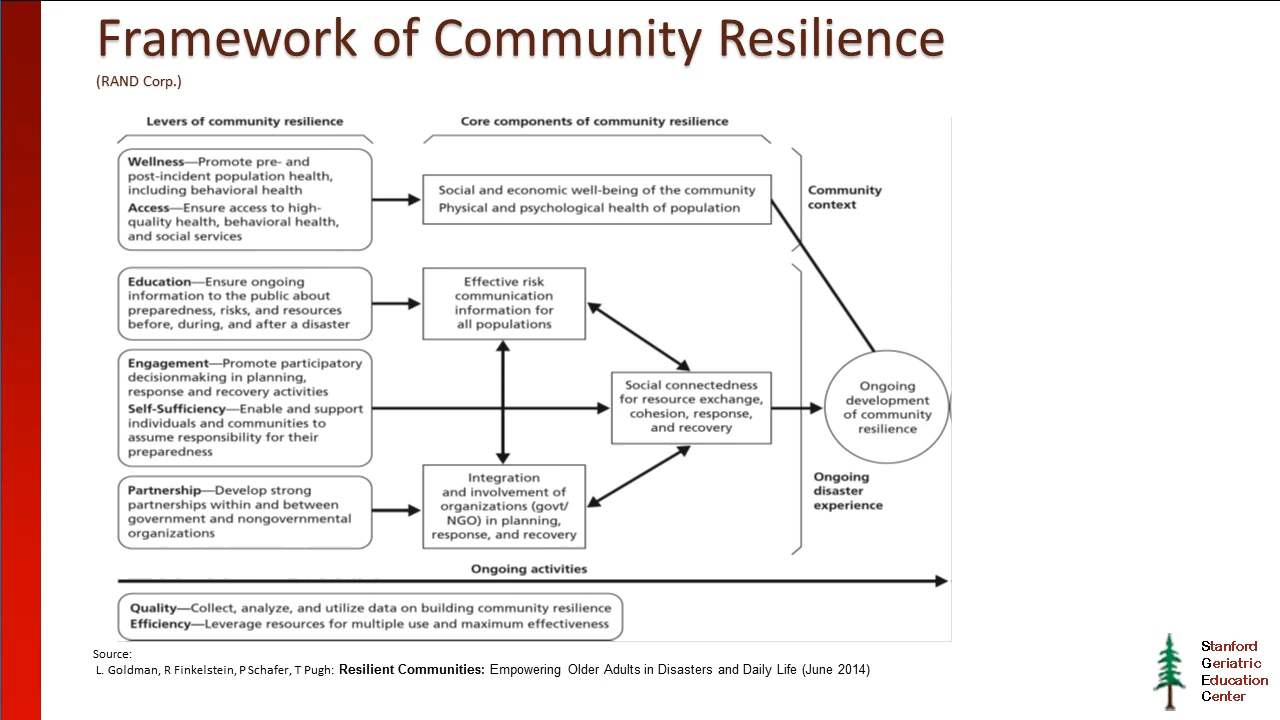 Framework of Community Resilience
(RAND Corp.)
Levers of community resilience
Core components of community resilience
Wellness—Promote pre- and
post-incident population health,
including behavioral health
Access—Ensure access to high-
quality health, behavioral health,
and social services
Social and economic well-being of the community
Physical and psychological health of population
Community
context
Education—Ensure ongoing
information to the public about
preparedness, risks, and resources
before, during, and after a disaster
Effective risk
communication
information for
all populations
Engagement—Promote participatory
decisionmaking in planning,
response and recovery activities
Self-Sufficiency—Enable and support
individuals and communities to
assume responsibility for their
preparedness
Social connectedness
for resource exchange,
cohesion, response,
and recovery
Ongoing
development
of community
resilience
Partnership—Develop strong
partnerships within and between
government and nongovernmental
organizations
Integration
and involvement of
organizations (govt/
NGO) in planning,
response, and recovery
Ongoing
disaster
experience
Ongoing activities
Quality—Collect, analyze, and utilize data on building community resilience
Efficiency—Leverage resources for multiple use and maximum effectiveness
Source:
L. Goldman, R Finkelstein, P Schafer, T Pugh: Resilient Communities: Empowering Older Adults in Disasters and Daily Life (June 2014)
Stanford
Geriatric
Education
Center